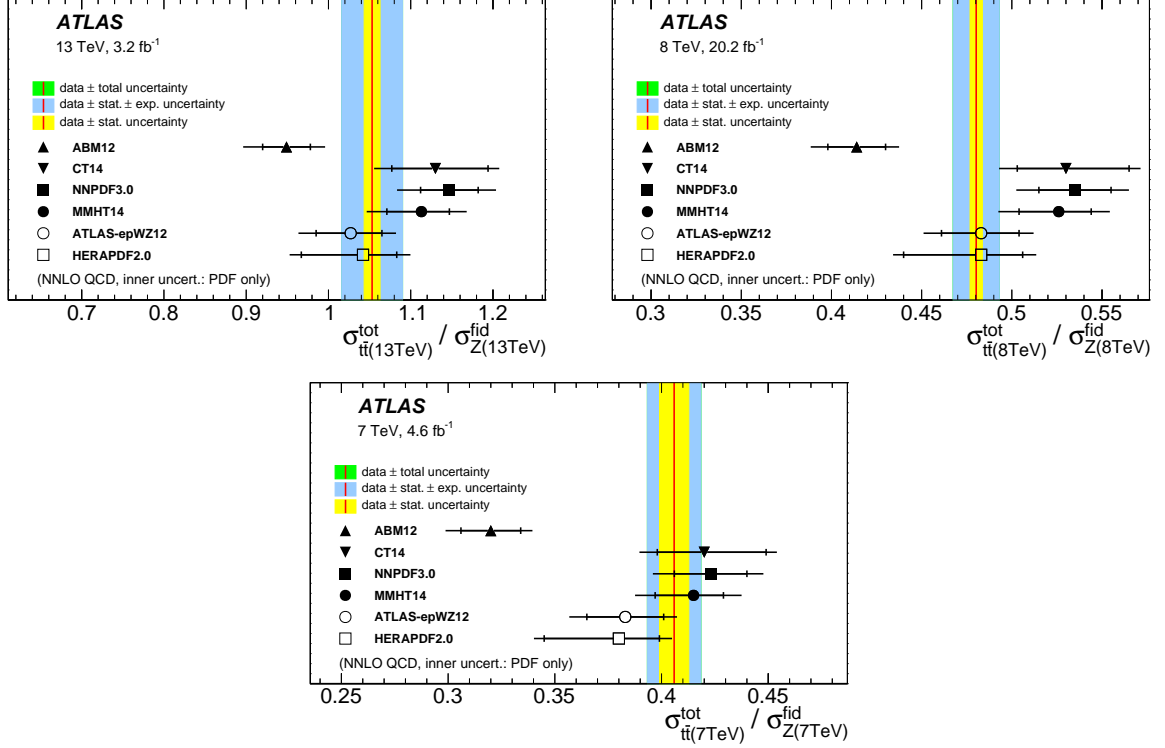 ATLAS
13 TeV, 3.2 fb⁻¹
data ± total uncertainty
data ± stat. ± exp. uncertainty
data ± stat. uncertainty
ABM12
CT14
NNPDF3.0
MMHT14
ATLAS-epWZ12
HERAPDF2.0
(NNLO QCD, inner uncert.: PDF only)
0.7 0.8 0.9 1 1.1 1.2
σ^tot_tt̄(13TeV) / σ^fid_Z(13TeV)
ATLAS
8 TeV, 20.2 fb⁻¹
data ± total uncertainty
data ± stat. ± exp. uncertainty
data ± stat. uncertainty
ABM12
CT14
NNPDF3.0
MMHT14
ATLAS-epWZ12
HERAPDF2.0
(NNLO QCD, inner uncert.: PDF only)
0.3 0.35 0.4 0.45 0.5 0.55
σ^tot_tt̄(8TeV) / σ^fid_Z(8TeV)
ATLAS
7 TeV, 4.6 fb⁻¹
data ± total uncertainty
data ± stat. ± exp. uncertainty
data ± stat. uncertainty
ABM12
CT14
NNPDF3.0
MMHT14
ATLAS-epWZ12
HERAPDF2.0
(NNLO QCD, inner uncert.: PDF only)
0.25 0.3 0.35 0.4 0.45
σ^tot_tt̄(7TeV) / σ^fid_Z(7TeV)